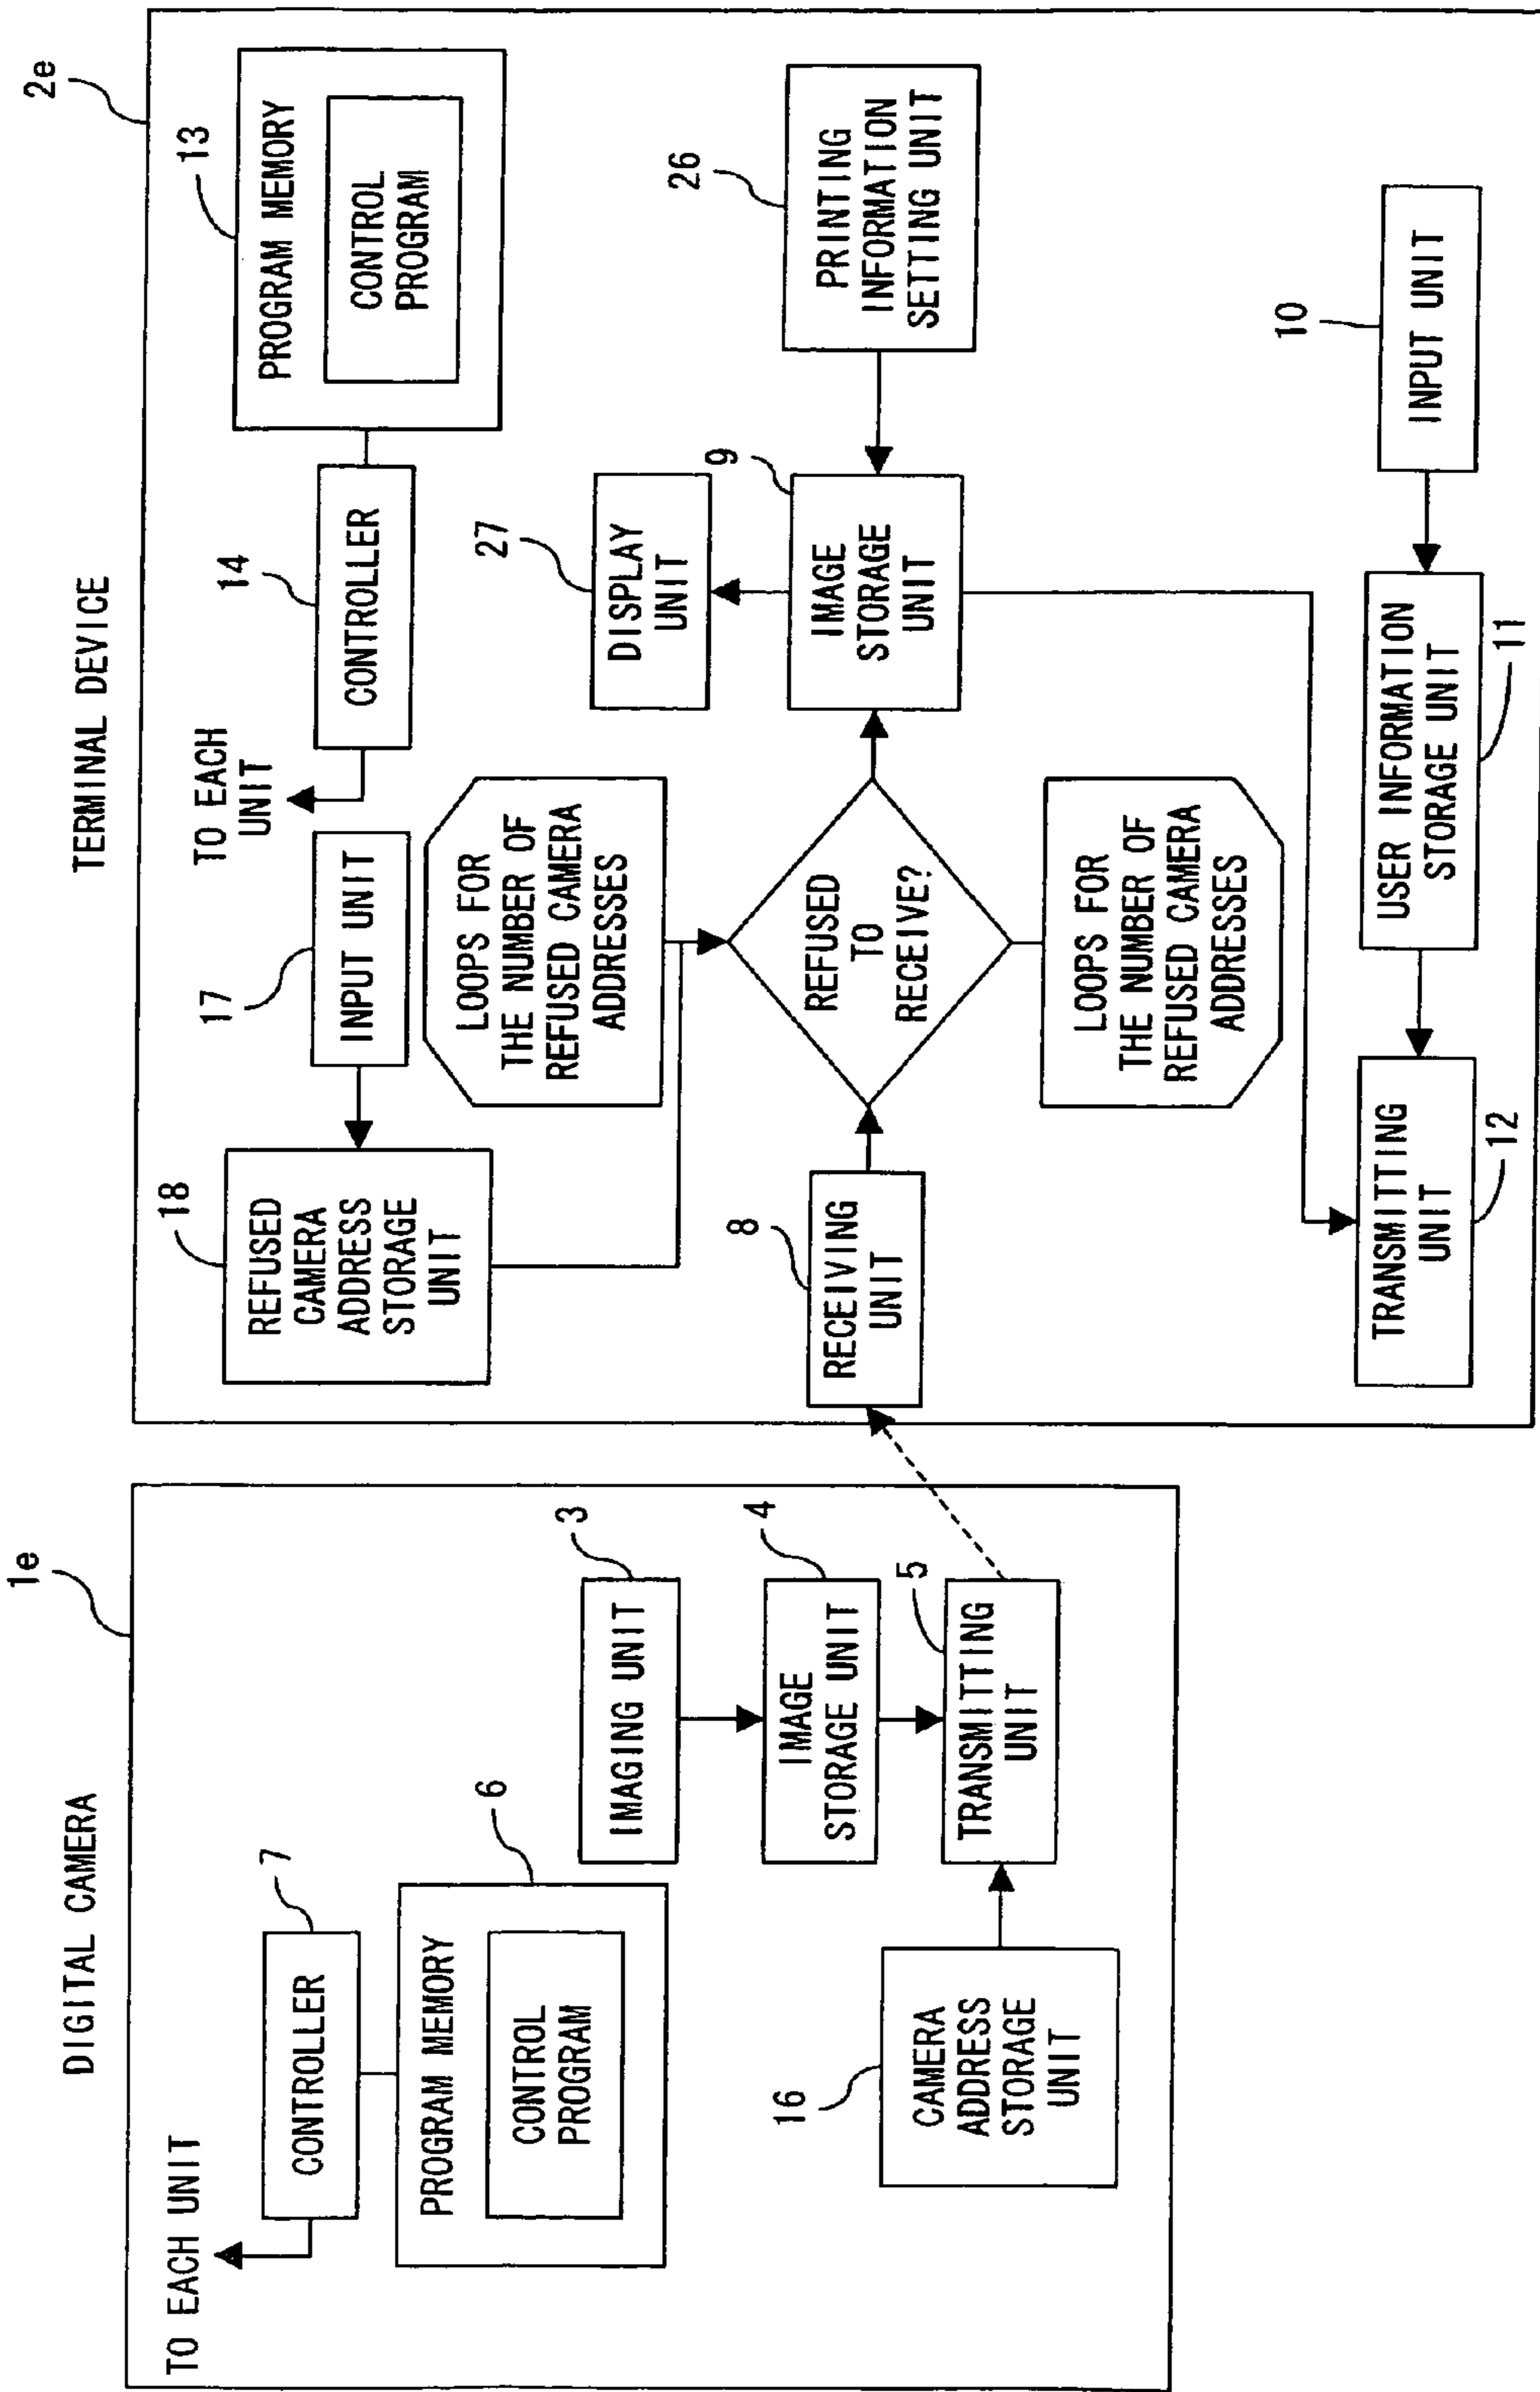 DIGITAL CAMERA
1e
TO EACH UNIT
7
CONTROLLER
6
PROGRAM MEMORY
CONTROL
PROGRAM
3
IMAGING UNIT
4
IMAGE
STORAGE UNIT
5
TRANSMITTING
UNIT
16
CAMERA
ADDRESS
STORAGE
UNIT
TERMINAL DEVICE
2e
18
REFUSED
CAMERA
ADDRESS
STORAGE
UNIT
17
INPUT UNIT
TO EACH
UNIT
14
CONTROLLER
13
PROGRAM MEMORY
CONTROL
PROGRAM
LOOPS FOR
THE NUMBER OF
REFUSED CAMERA
ADDRESSES
8
RECEIVING
UNIT
REFUSED
TO
RECEIVE?
27
DISPLAY
UNIT
9
IMAGE
STORAGE
UNIT
26
PRINTING
INFORMATION
SETTING UNIT
LOOPS FOR
THE NUMBER OF
REFUSED CAMERA
ADDRESSES
TRANSMITTING
UNIT
12
USER INFORMATION
STORAGE UNIT
11
10
INPUT UNIT